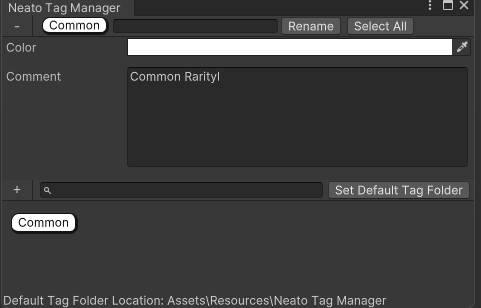 Neato Tag Manager
- Common Rename Select All
Color
Comment Common Rarity
+ Set Default Tag Folder
Common
Default Tag Folder Location: Assets\Resources\Neato Tag Manager